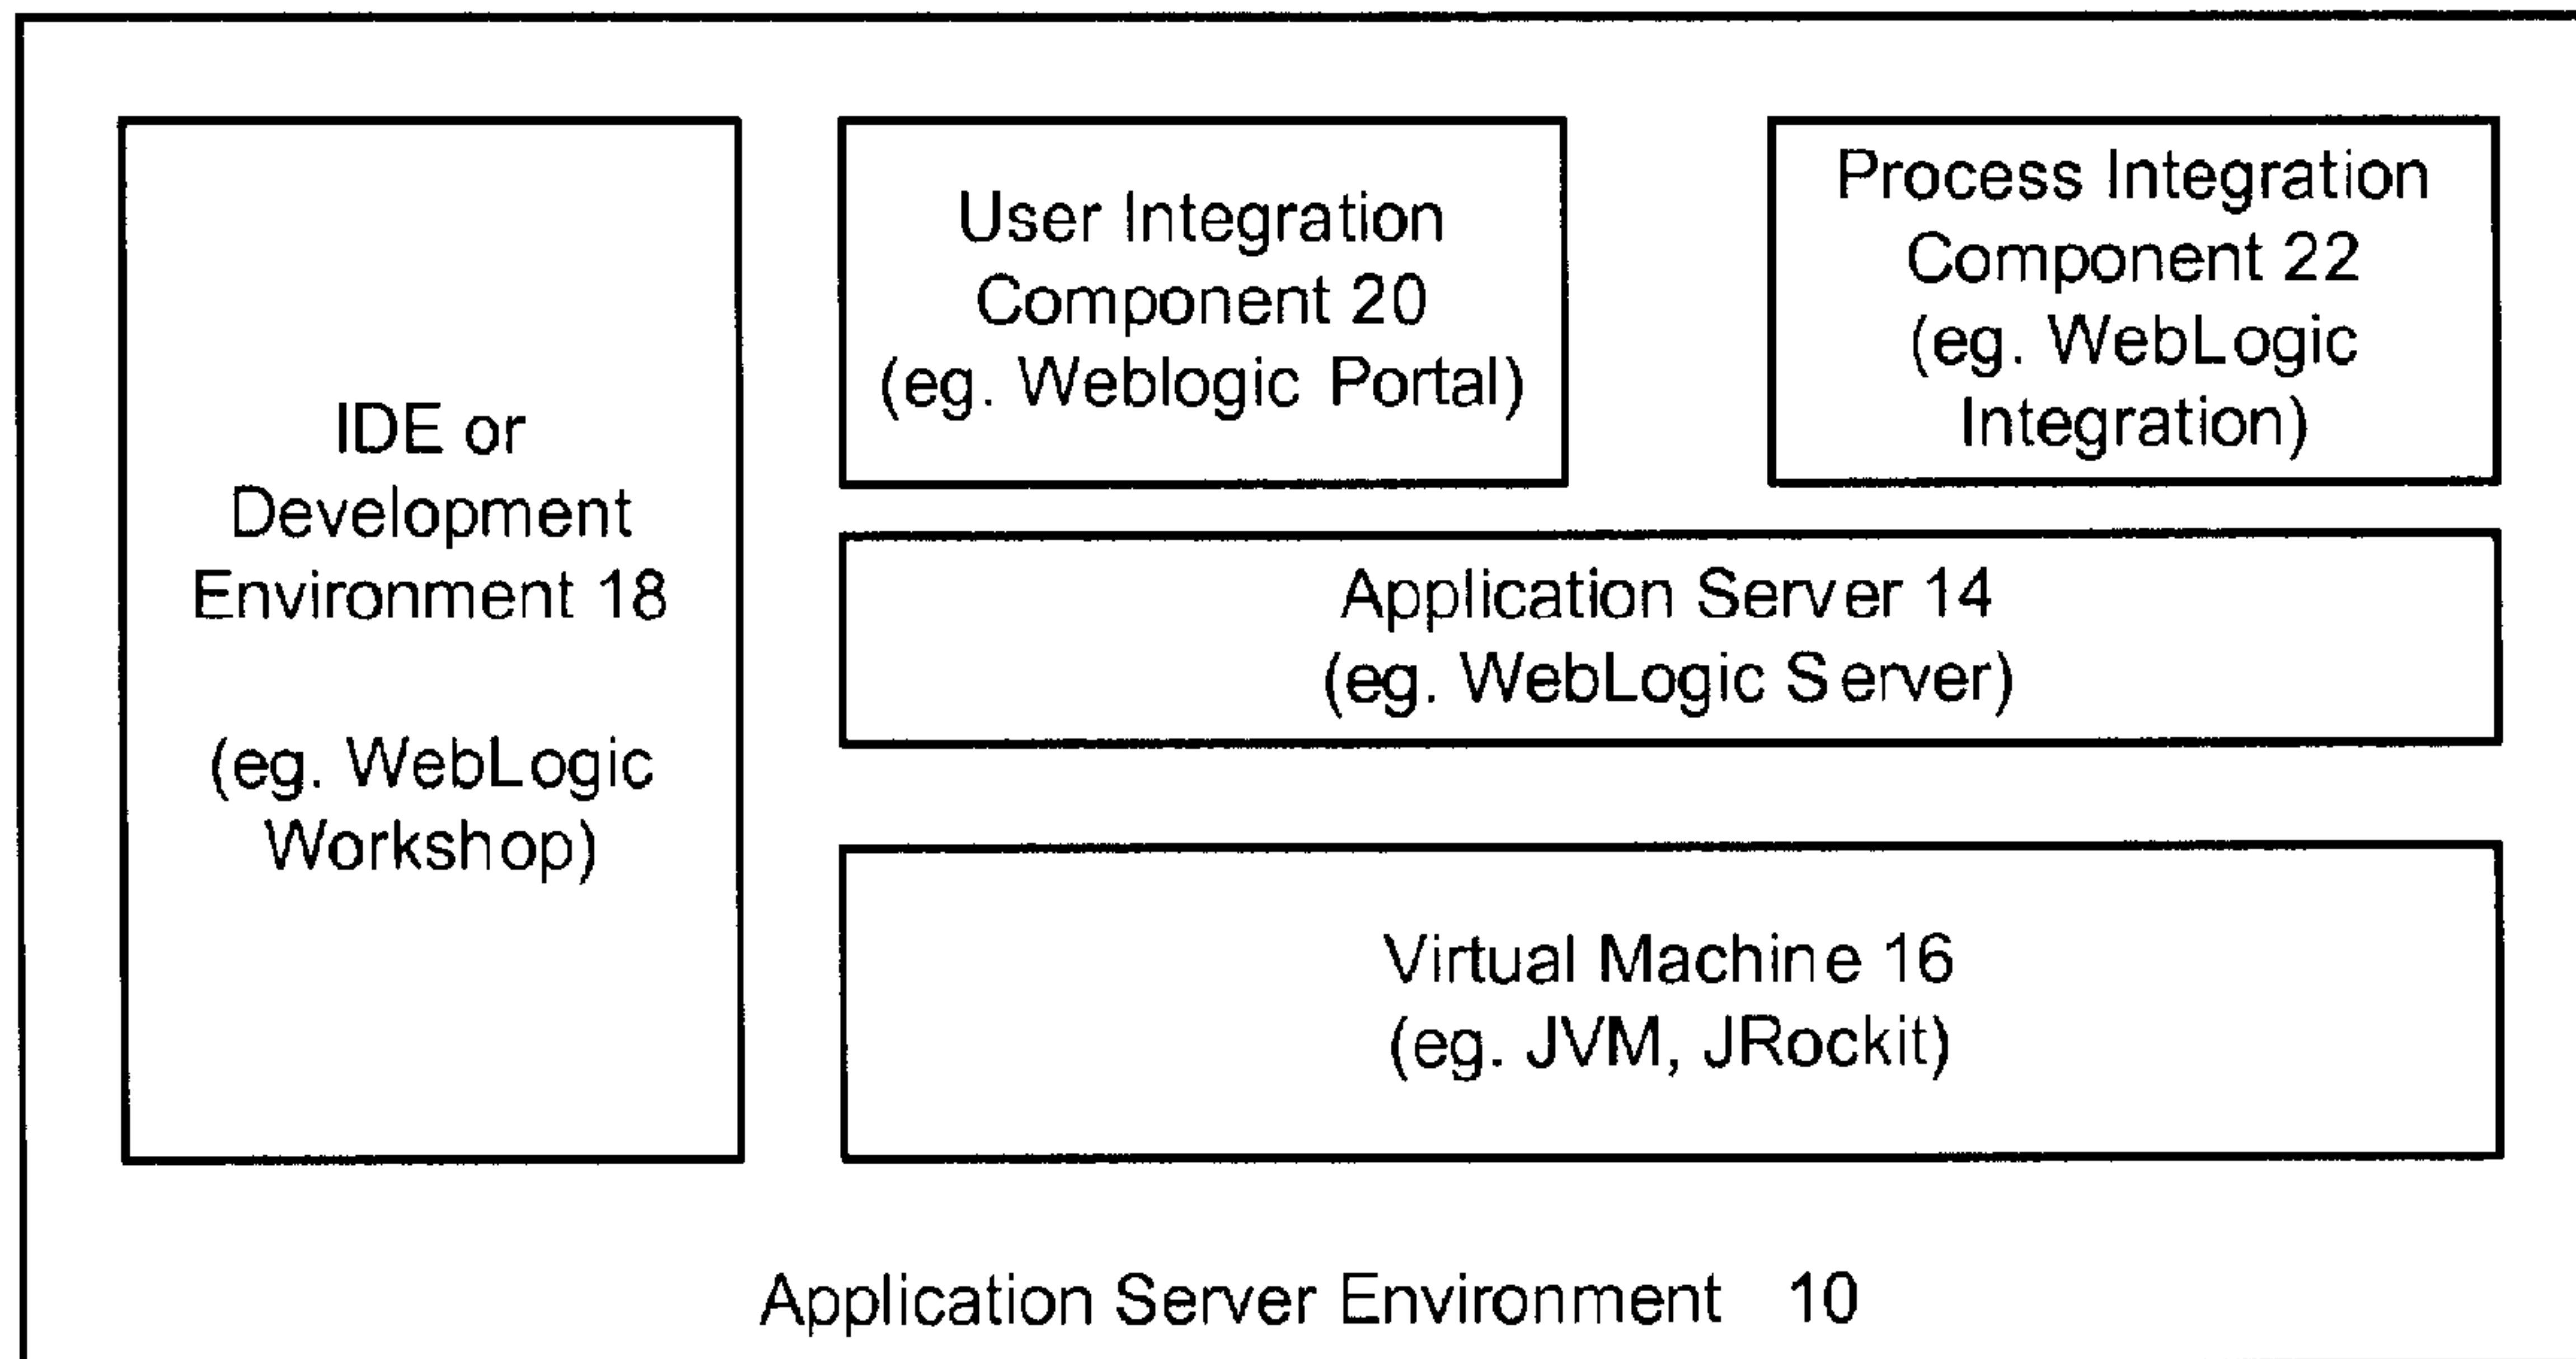 IDE or
Development
Environment 18
(eg. WebLogic
Workshop)
User Integration
Component 20
(eg. Weblogic Portal)
Process Integration
Component 22
(eg. WebLogic
Integration)
Application Server 14
(eg. WebLogic Server)
Virtual Machine 16
(eg. JVM, JRockit)
Application Server Environment 10